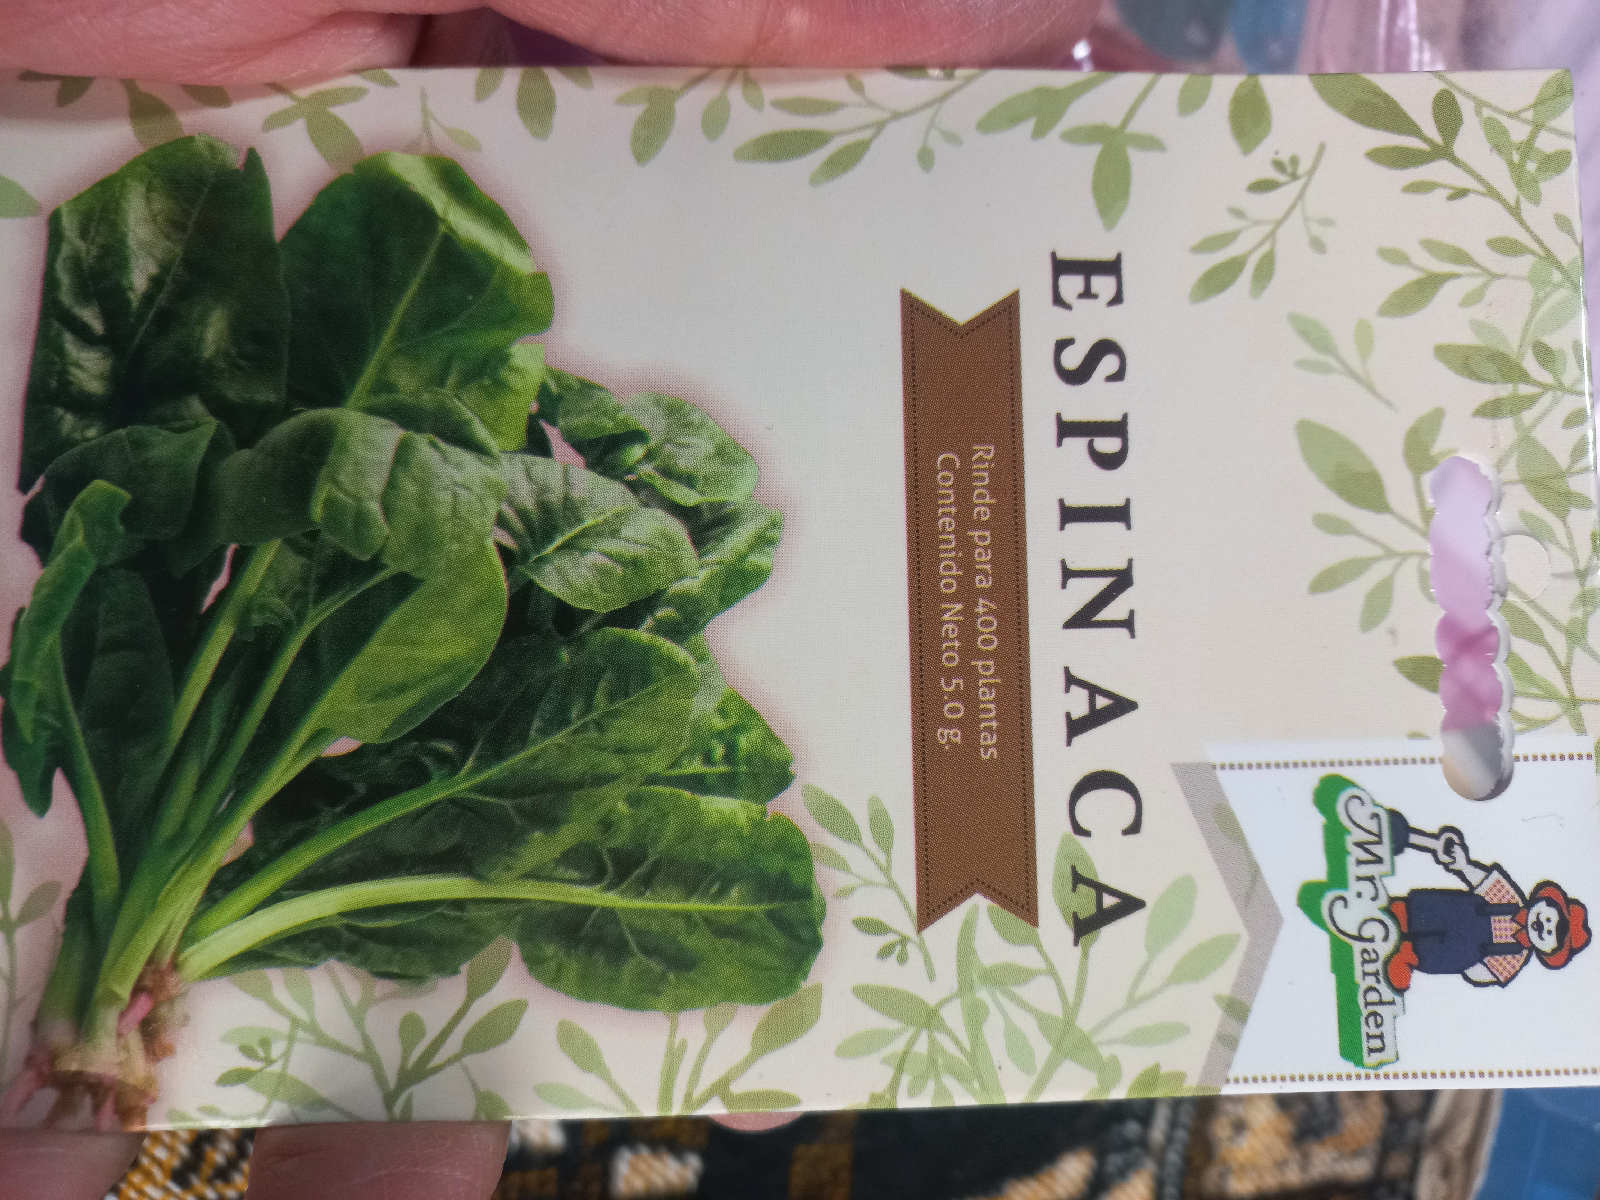 Mr. Garden
ESPINACA
Rinde para 400 plantas
Contenido Neto 5.0 g.